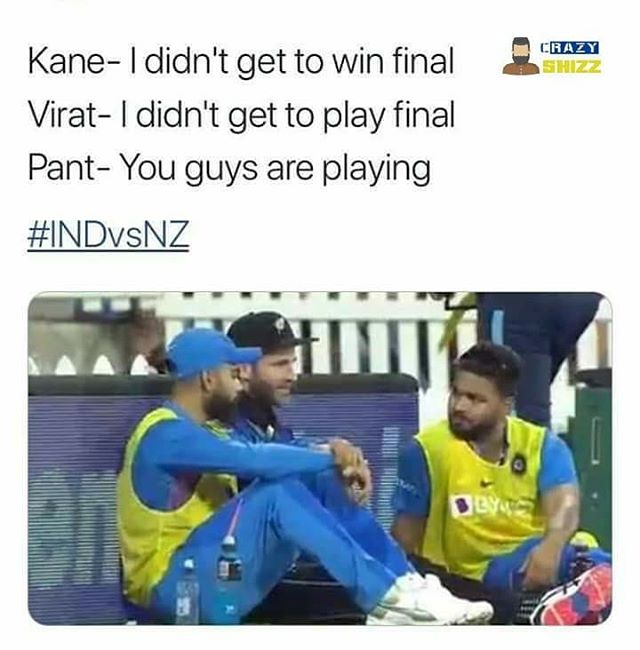 Kane- I didn't get to win final
CRAZY
SHIZZ
Virat- I didn't get to play final
Pant- You guys are playing
#INDvsNZ
en